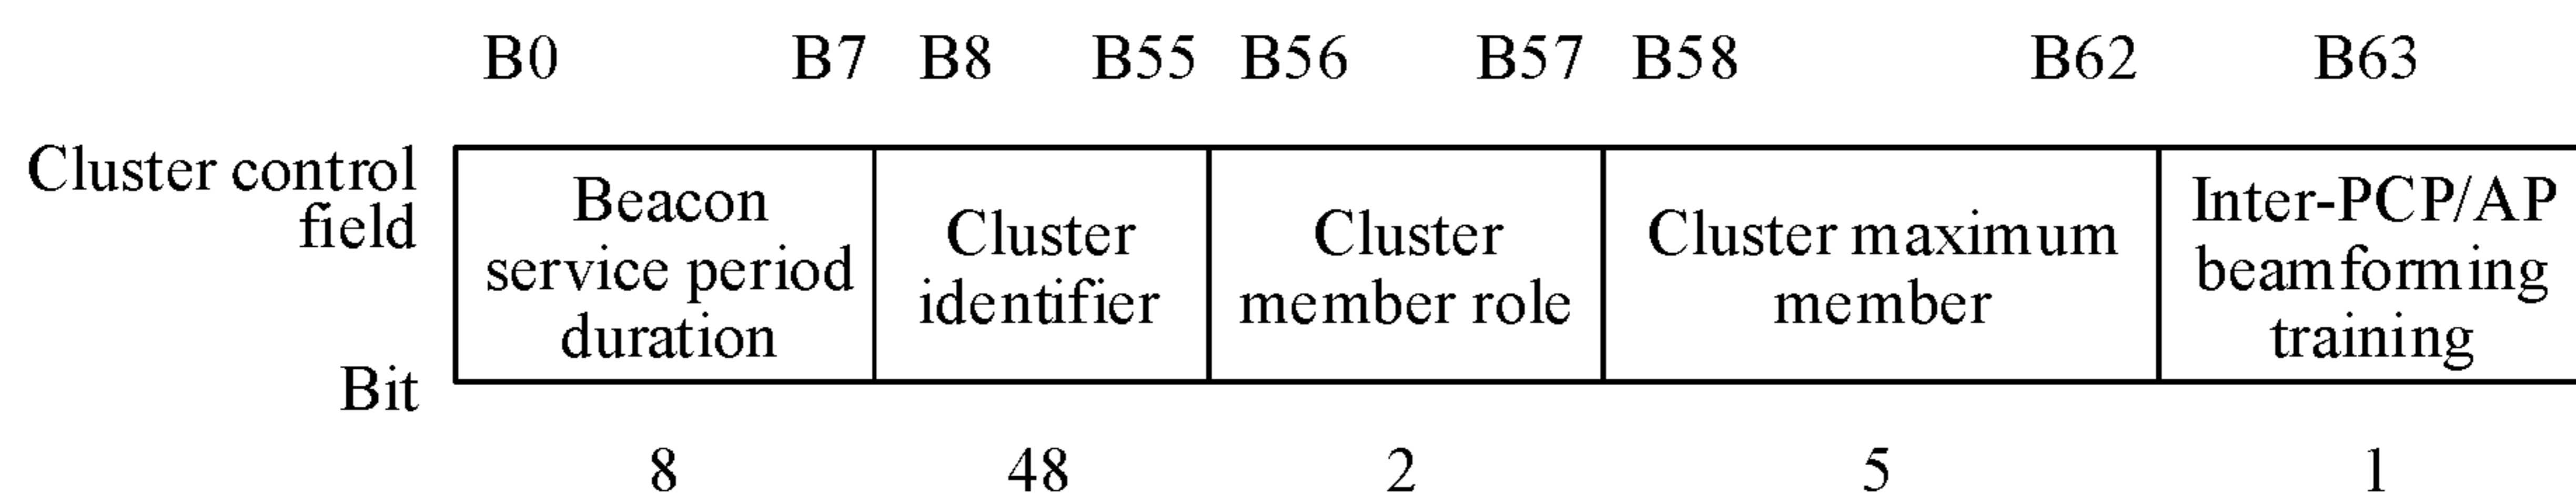 B0 B7 B8 B55 B56 B57 B58 B62 B63
Cluster control
field
Beacon
service period
duration
Cluster
identifier
Cluster
member role
Cluster maximum
member
Inter-PCP/AP
beamforming
training
Bit
8 48 2 5 1